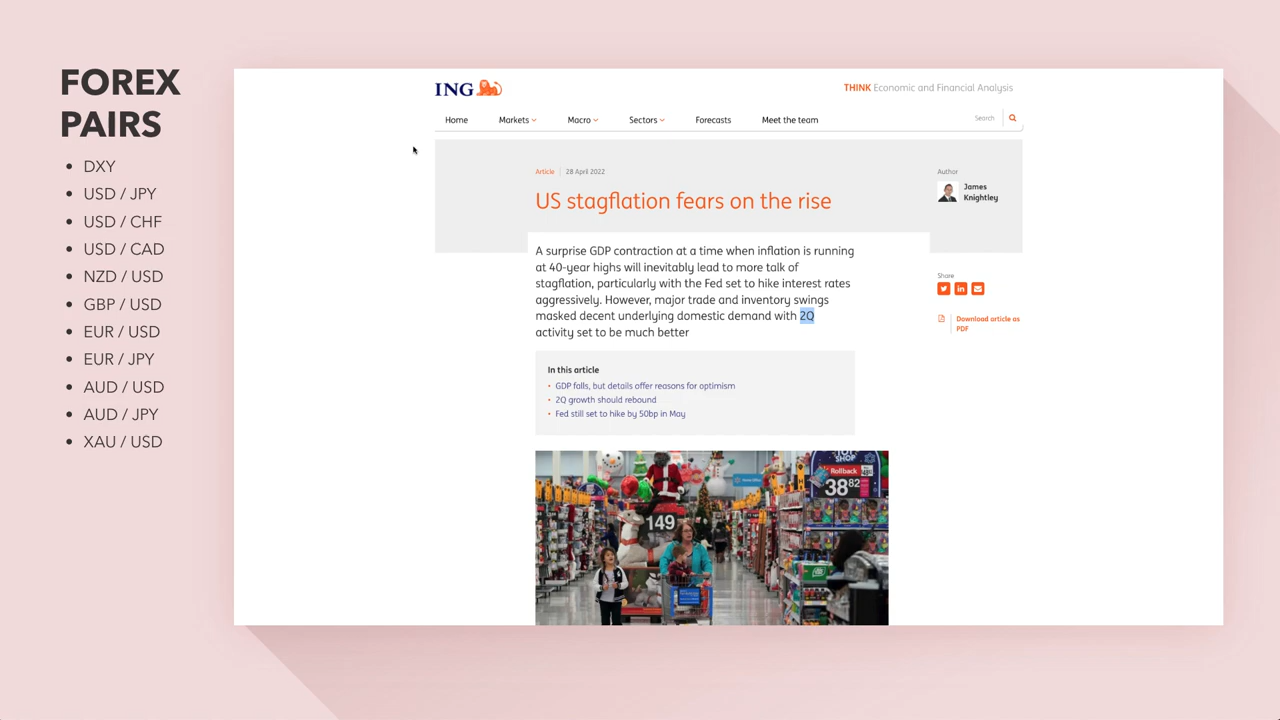 FOREX
PAIRS
• DXY
• USD / JPY
• USD / CHF
• USD / CAD
• NZD / USD
• GBP / USD
• EUR / USD
• EUR / JPY
• AUD / USD
• AUD / JPY
• XAU / USD
ING
THINK Economic and Financial Analysis
Home Markets Macro Sectors Forecasts Meet the team
Search
Article 28 April 2022
US stagflation fears on the rise
Author
James
Knightley
A surprise GDP contraction at a time when inflation is running
at 40-year highs will inevitably lead to more talk of
stagflation, particularly with the Fed set to hike interest rates
aggressively. However, major trade and inventory swings
masked decent underlying domestic demand with 2Q
activity set to be much better
Share
Download article as
PDF
In this article
• GDP falls, but details offer reasons for optimism
• 2Q growth should rebound
• Fed still set to hike by 50bp in May
SHOP
Rollback
38 82
149